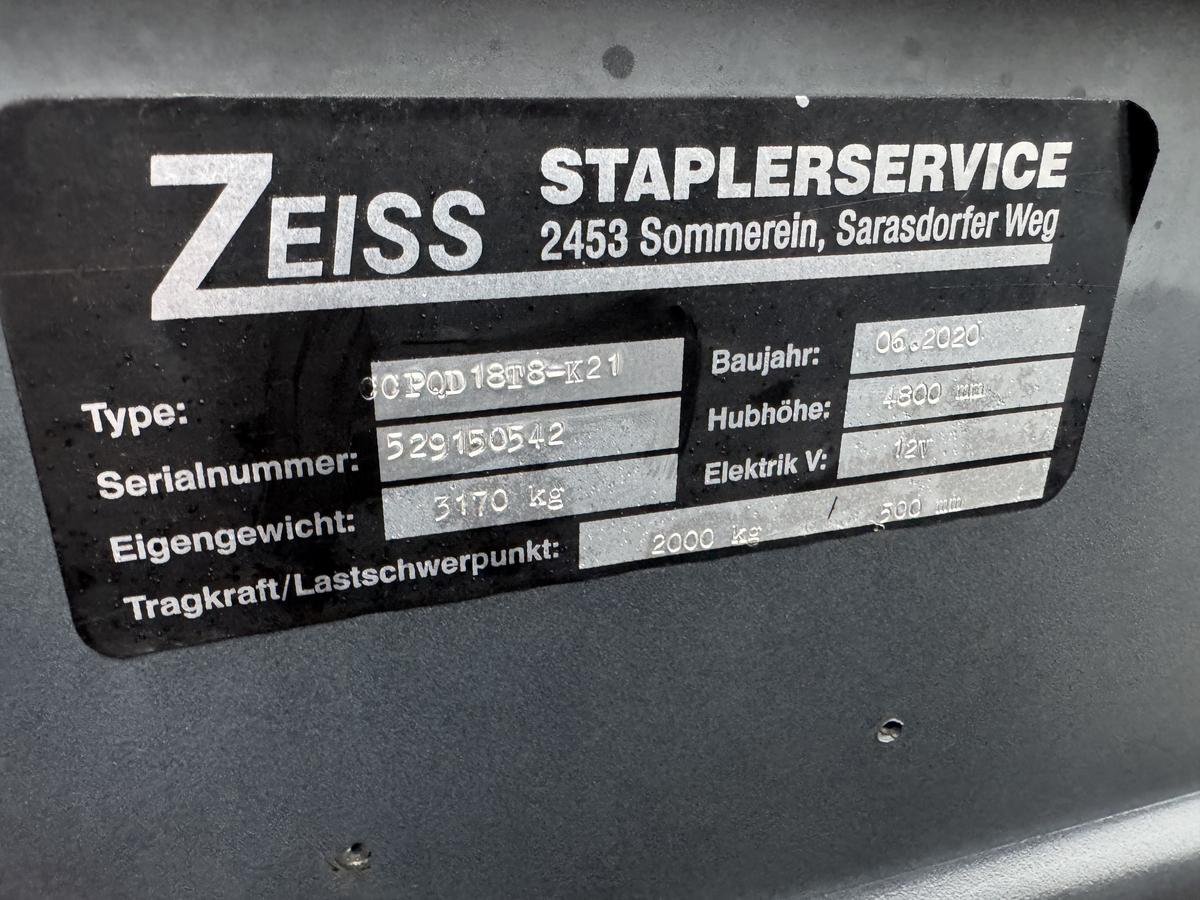 ZEISS STAPLERSERVICE
2453 Sommerein, Sarasdorfer Weg
Type: CCPQD18T8-K21
Serialnummer: 529150542
Eigengewicht: 3170 kg
Tragkraft/Lastschwerpunkt: 2000 kg / 500 mm
Baujahr: 06.2020
Hubhöhe: 4800 mm
Elektrik V: 12V